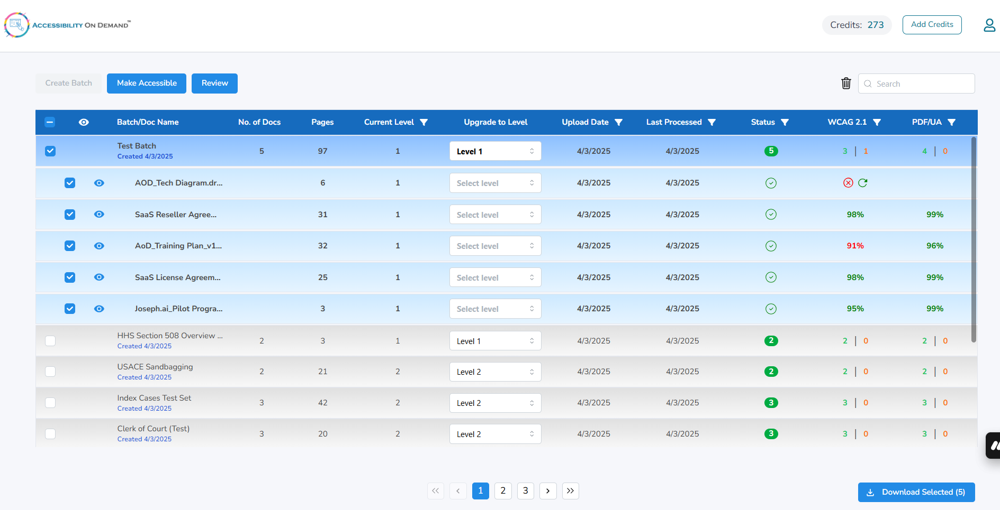 ACCESSIBILITY ON DEMAND™
Credits: 273
Add Credits
Create Batch
Make Accessible
Review
Search
Batch/Doc Name No. of Docs Pages Current Level Upgrade to Level Upload Date Last Processed Status WCAG 2.1 PDF/UA
Test Batch
Created 4/3/2025
5 97 1 Level 1 4/3/2025 4/3/2025 5 3 | 1 4 | 0
AOD_Tech Diagram.dr... 6 1 Select level 4/3/2025 4/3/2025
SaaS Reseller Agree... 31 1 Select level 4/3/2025 4/3/2025 98% 99%
AoD_Training Plan_v1... 32 1 Select level 4/3/2025 4/3/2025 91% 96%
SaaS License Agreem... 25 1 Select level 4/3/2025 4/3/2025 98% 99%
Joseph.ai_Pilot Progra... 3 1 Select level 4/3/2025 4/3/2025 95% 99%
HHS Section 508 Overview ...
Created 4/3/2025
2 3 1 Level 1 4/3/2025 4/3/2025 2 2 | 0 2 | 0
USACE Sandbagging
Created 4/3/2025
2 21 2 Level 2 4/3/2025 4/3/2025 2 2 | 0 2 | 0
Index Cases Test Set
Created 4/3/2025
3 42 2 Level 2 4/3/2025 4/3/2025 3 3 | 0 3 | 0
Clerk of Court (Test)
Created 4/3/2025
3 20 2 Level 2 4/3/2025 4/3/2025 3 3 | 0 3 | 0
<< < 1 2 3 > >>
Download Selected (5)